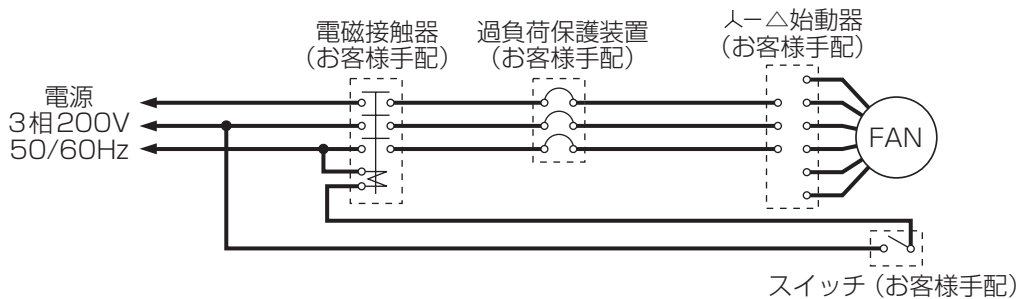 電磁接触器
(お客様手配)
過負荷保護装置
(お客様手配)
人ー△始動器
(お客様手配)
電源
3相200V
50/60Hz
FAN
スイッチ(お客様手配)